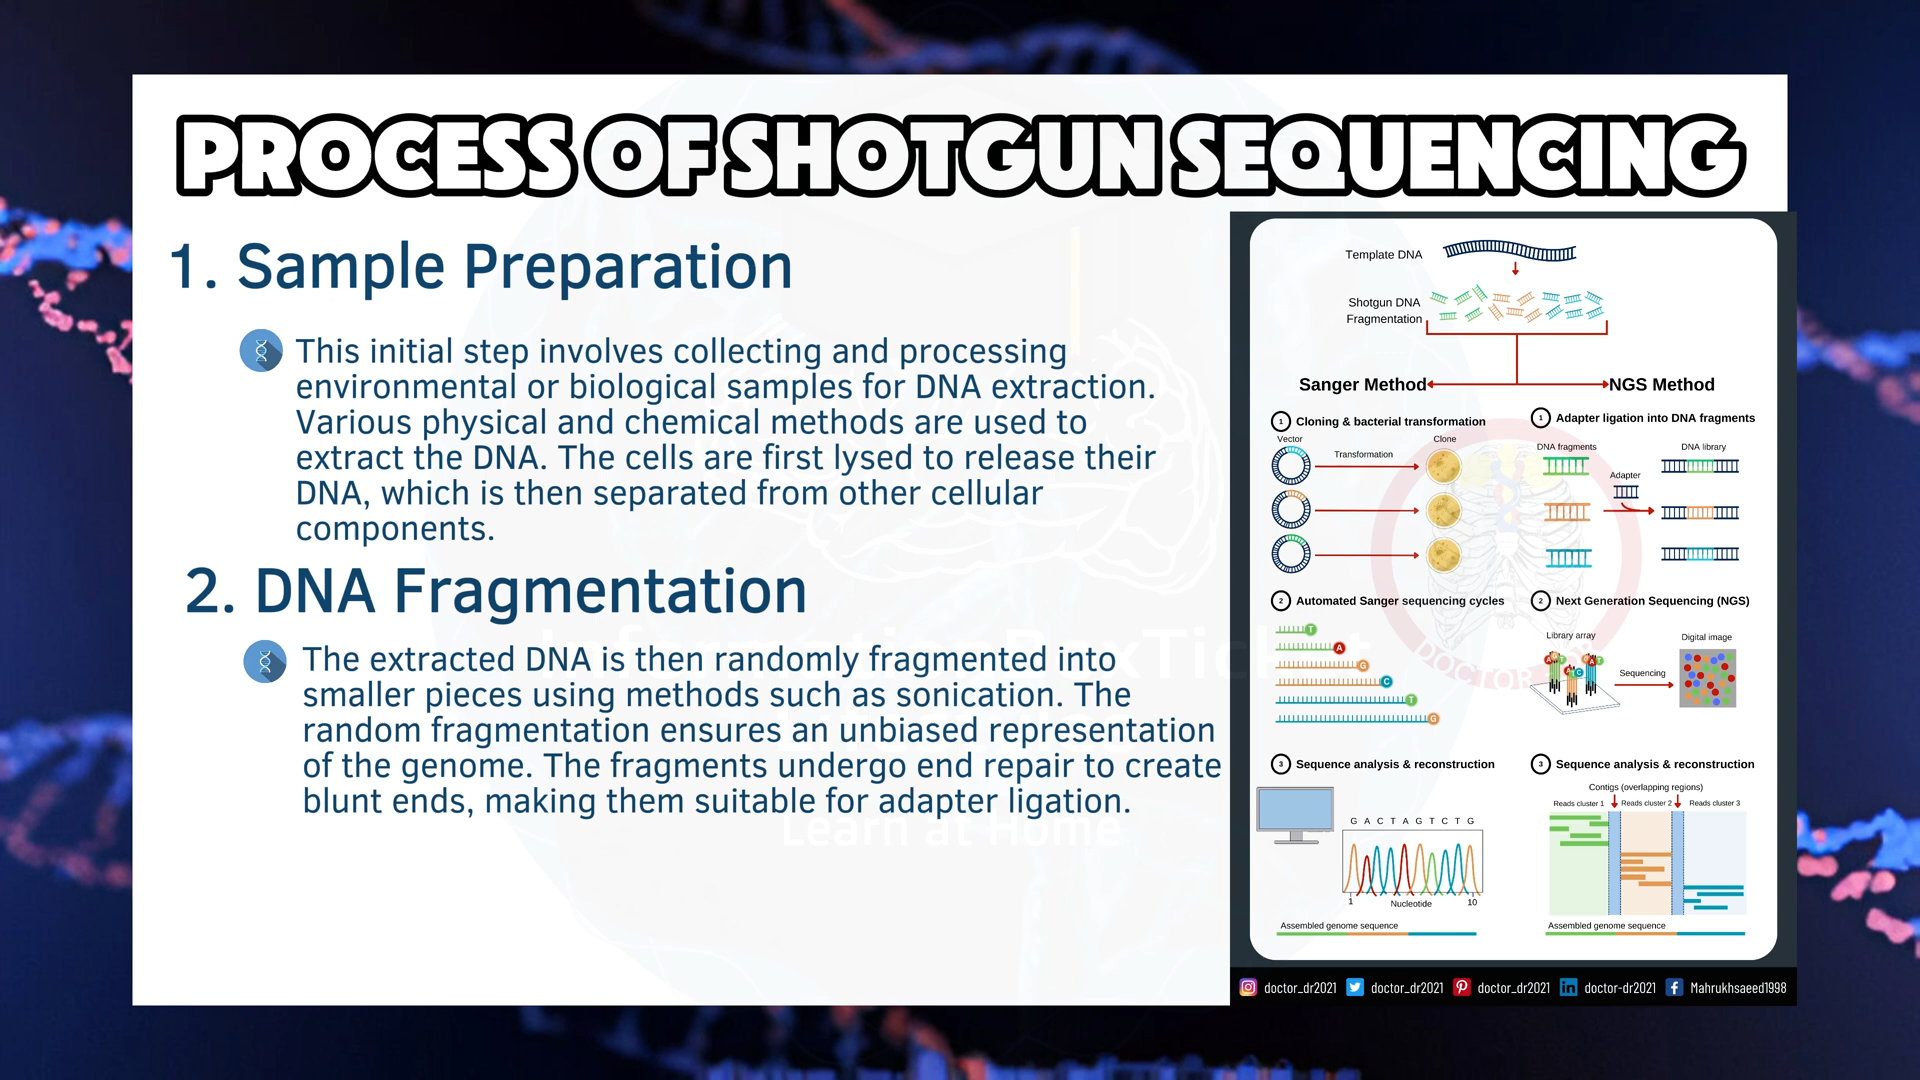 PROCESS OF SHOTGUN SEQUENCING
1. Sample Preparation
This initial step involves collecting and processing
environmental or biological samples for DNA extraction.
Various physical and chemical methods are used to
extract the DNA. The cells are first lysed to release their
DNA, which is then separated from other cellular
components.
2. DNA Fragmentation
The extracted DNA is then randomly fragmented into
smaller pieces using methods such as sonication. The
random fragmentation ensures an unbiased representation
of the genome. The fragments undergo end repair to create
blunt ends, making them suitable for adapter ligation.
Learn at Home
Template DNA
Shotgun DNA
Fragmentation
Sanger Method
NGS Method
1 Cloning & bacterial transformation
Vector
Clone
Transformation
2 Automated Sanger sequencing cycles
T
A
G
C
T
G
3 Sequence analysis & reconstruction
G A C T A G T C T G
1
Nucleotide
10
Assembled genome sequence
1 Adapter ligation into DNA fragments
DNA fragments
DNA library
Adapter
2 Next Generation Sequencing (NGS)
Library array
Digital image
Sequencing
3 Sequence analysis & reconstruction
Contigs (overlapping regions)
Reads cluster 1
Reads cluster 2
Reads cluster 3
Assembled genome sequence
doctor_dr2021 doctor_dr2021 doctor_dr2021 doctor-dr2021 Mahrukhsaeed1998